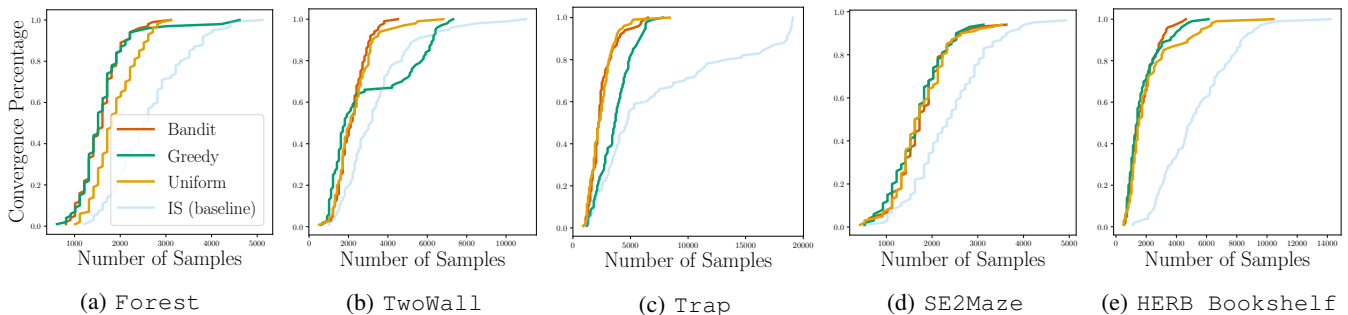 Convergence Percentage
1.0
0.8
0.6
0.4
0.2
0.0
Bandit
Greedy
Uniform
IS (baseline)
1000 2000 3000 4000 5000
Number of Samples
(a) Forest
1.0
0.8
0.6
0.4
0.2
0.0
0 2000 4000 6000 8000 10000
Number of Samples
(b) TwoWall
1.0
0.8
0.6
0.4
0.2
0.0
0 5000 10000 15000 20000
Number of Samples
(c) Trap
1.0
0.8
0.6
0.4
0.2
0.0
1000 2000 3000 4000 5000
Number of Samples
(d) SE2Maze
1.0
0.8
0.6
0.4
0.2
0.0
0 2000 4000 6000 8000 10000 12000 14000
Number of Samples
(e) HERB Bookshelf